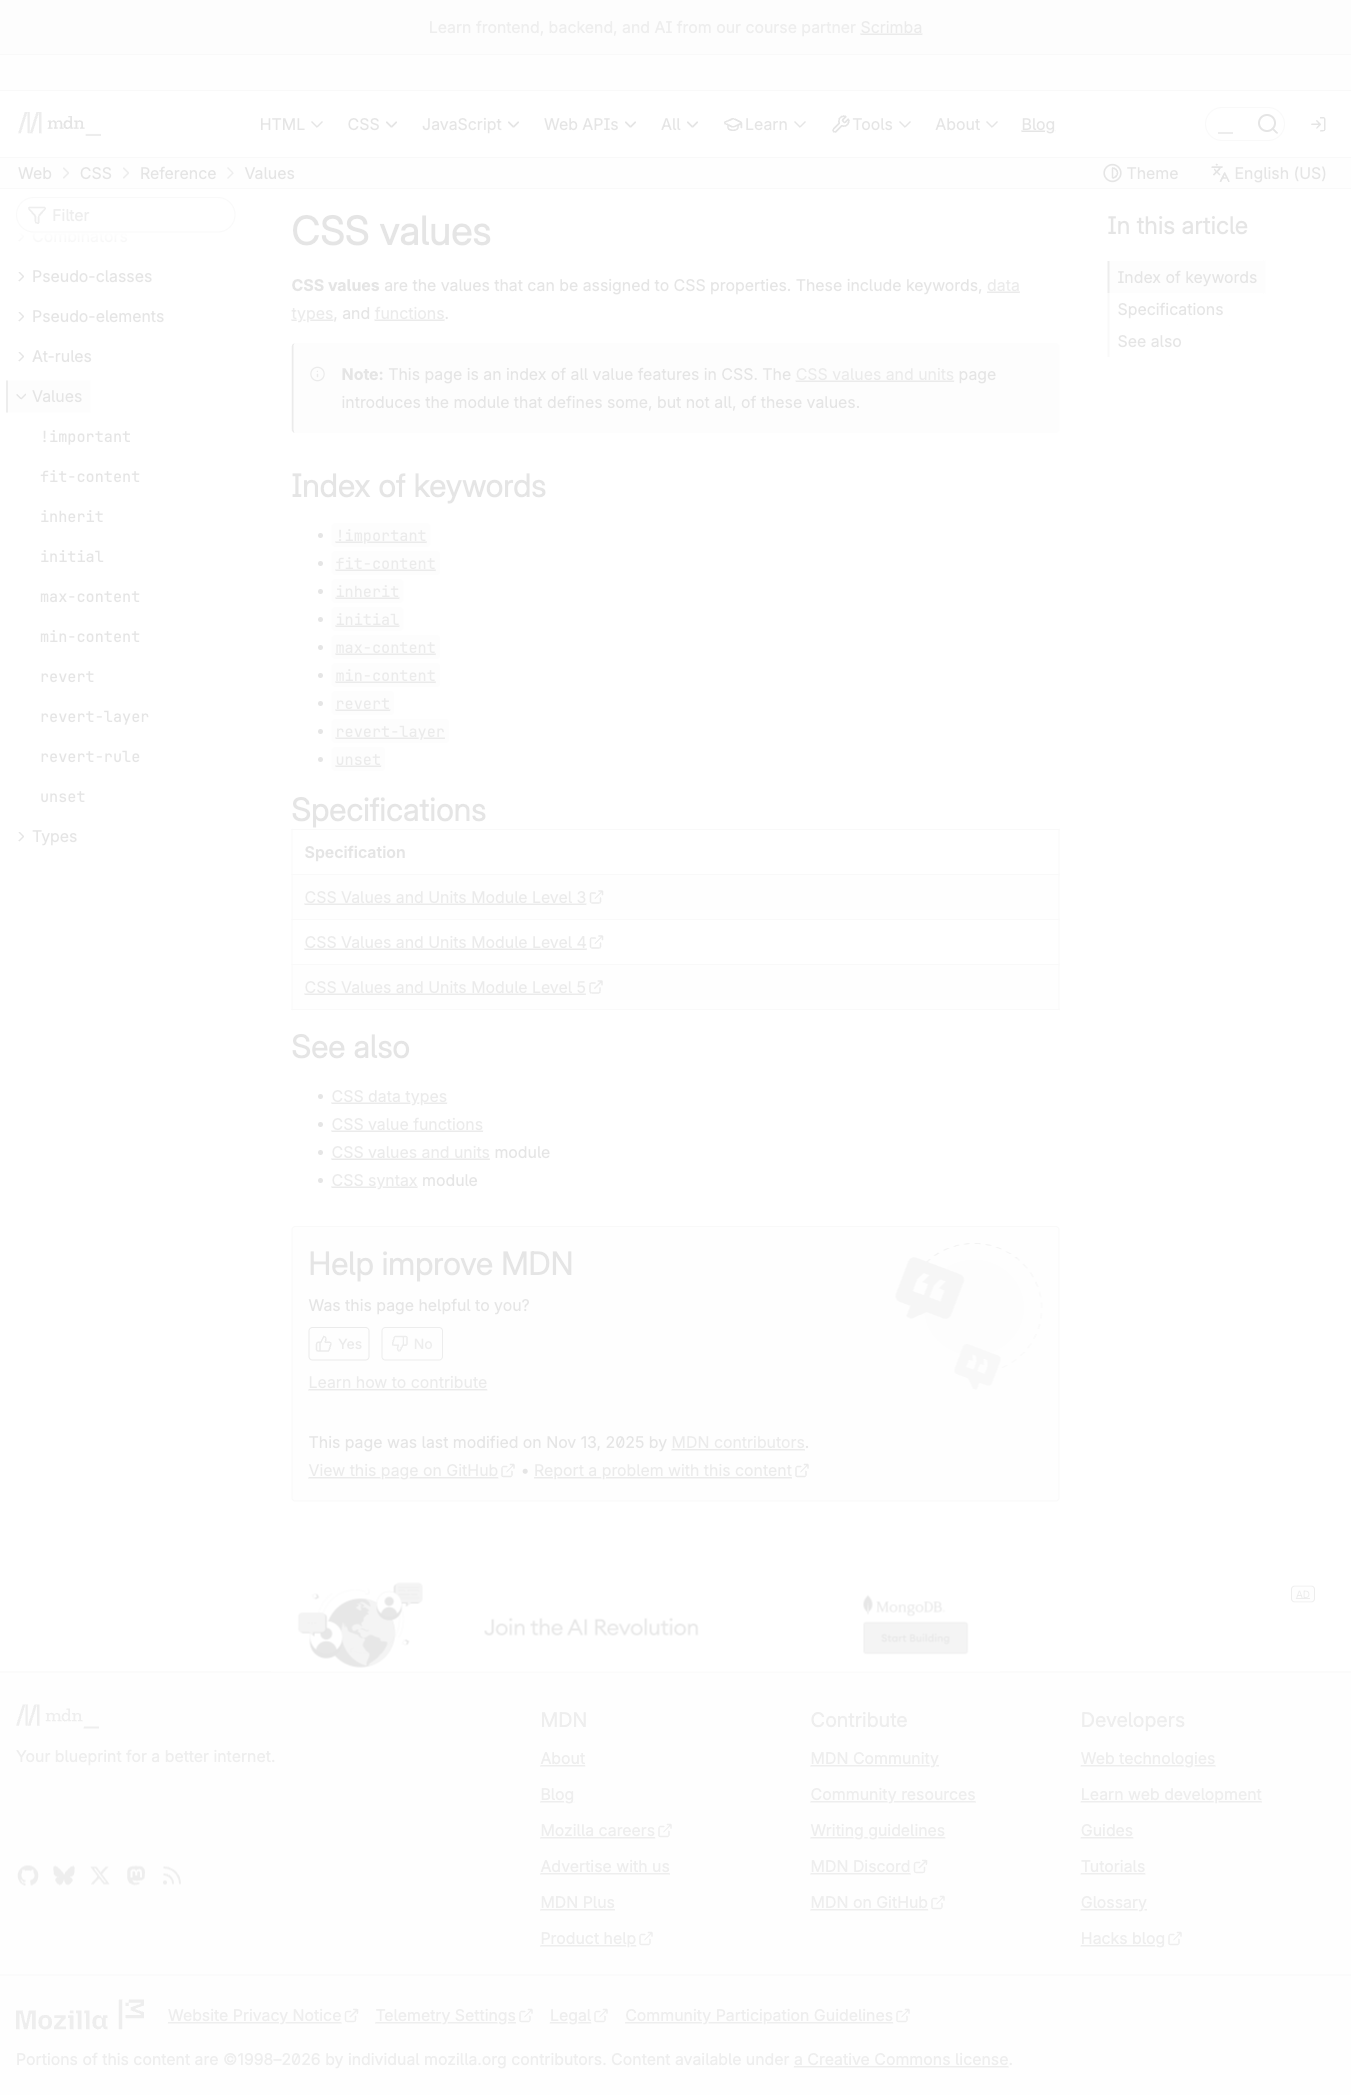 Learn frontend, backend, and AI from our course partner Scrimba
mdn_
HTML CSS JavaScript Web APIs All Learn Tools About Blog
Web CSS Reference Values
Theme English (US)
Filter
Combinators
Pseudo-classes
Pseudo-elements
At-rules
Values
!important
fit-content
inherit
initial
max-content
min-content
revert
revert-layer
revert-rule
unset
Types
CSS values
CSS values are the values that can be assigned to CSS properties. These include keywords, data
types, and functions.
Note: This page is an index of all value features in CSS. The CSS values and units page
introduces the module that defines some, but not all, of these values.
Index of keywords
!important
fit-content
inherit
initial
max-content
min-content
revert
revert-layer
unset
Specifications
Specification
CSS Values and Units Module Level 3
CSS Values and Units Module Level 4
CSS Values and Units Module Level 5
See also
CSS data types
CSS value functions
CSS values and units module
CSS syntax module
In this article
Index of keywords
Specifications
See also
Help improve MDN
Was this page helpful to you?
Yes No
Learn how to contribute
This page was last modified on Nov 13, 2025 by MDN contributors.
View this page on GitHub • Report a problem with this content
Join the AI Revolution
MongoDB
Start Building
AD
mdn_
Your blueprint for a better internet.
MDN
About
Blog
Mozilla careers
Advertise with us
MDN Plus
Product help
Contribute
MDN Community
Community resources
Writing guidelines
MDN Discord
MDN on GitHub
Developers
Web technologies
Learn web development
Guides
Tutorials
Glossary
Hacks blog
Mozilla
Website Privacy Notice Telemetry Settings Legal Community Participation Guidelines
Portions of this content are ©1998–2026 by individual mozilla.org contributors. Content available under a Creative Commons license.